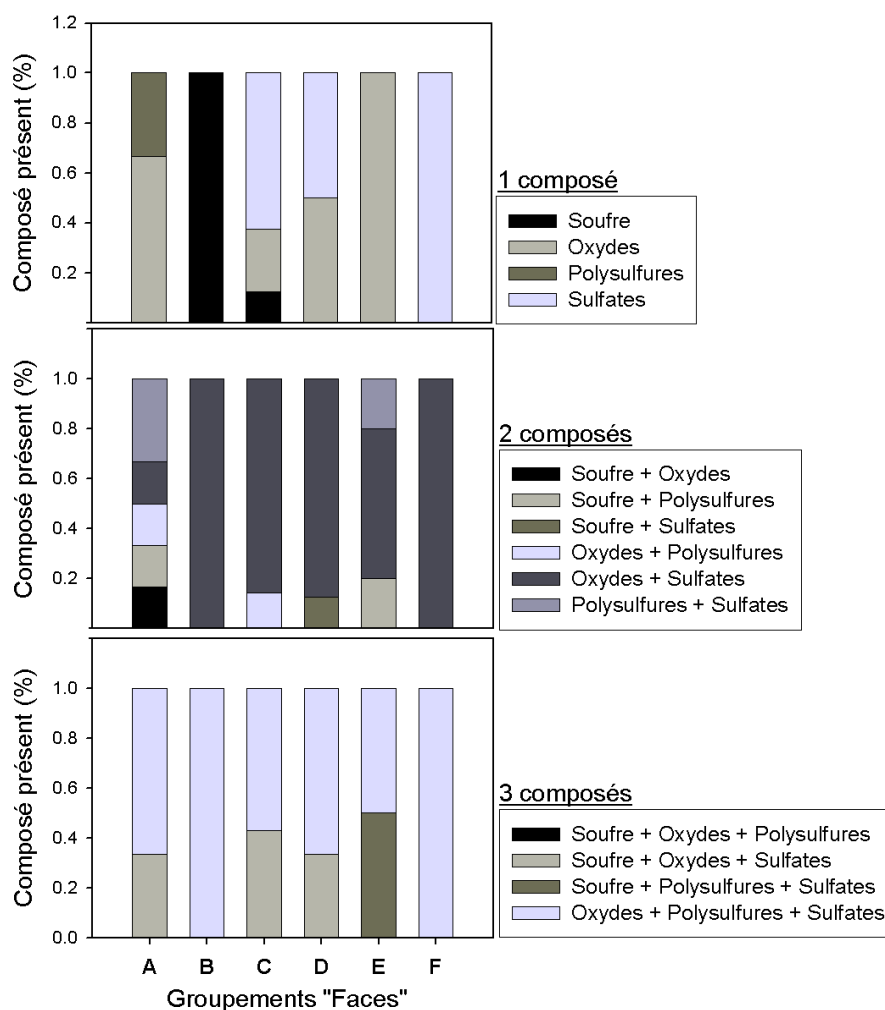 1.2
1.0
0.8
0.6
0.4
0.2
Composé présent (%)
1 composé
Soufre
Oxydes
Polysulfures
Sulfates
1.0
0.8
0.6
0.4
0.2
Composé présent (%)
2 composés
Soufre + Oxydes
Soufre + Polysulfures
Soufre + Sulfates
Oxydes + Polysulfures
Oxydes + Sulfates
Polysulfures + Sulfates
1.0
0.8
0.6
0.4
0.2
0.0
Composé présent (%)
3 composés
Soufre + Oxydes + Polysulfures
Soufre + Oxydes + Sulfates
Soufre + Polysulfures + Sulfates
Oxydes + Polysulfures + Sulfates
A B C D E F
Groupements "Faces"